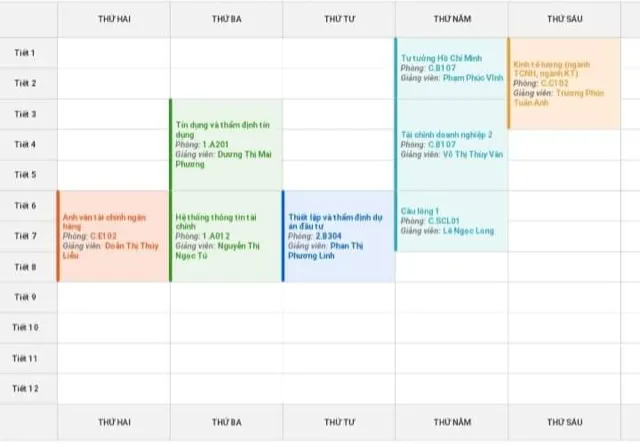 THỨ HAI THỨ BA THỨ TƯ THỨ NĂM THỨ SÁU
Tiết 1
Tiết 2
Tiết 3
Tiết 4
Tiết 5
Tiết 6
Tiết 7
Tiết 8
Tiết 9
Tiết 10
Tiết 11
Tiết 12
Anh văn tài chính ngân
hàng
Phòng: C.E102
Giảng viên: Doãn Thị Thúy
Liễu
Tín dụng và thẩm định tín
dụng
Phòng: 1.A201
Giảng viên: Dương Thị Mai
Phương
Hệ thống thông tin tài
chính
Phòng: 1.A012
Giảng viên: Nguyễn Thị
Ngọc Tú
Thiết lập và thẩm định dự
án đầu tư
Phòng: 2.B304
Giảng viên: Phan Thị
Phương Linh
Tư tưởng Hồ Chí Minh
Phòng: C.B107
Giảng viên: Phạm Phúc Vĩnh
Tài chính doanh nghiệp 2
Phòng: C.B107
Giảng viên: Võ Thị Thúy Vân
Cầu lông 1
Phòng: C.SCL01
Giảng viên: Lê Ngọc Long
Kinh tế lượng (ngành
TCNH, ngành KT)
Phòng: C.C102
Giảng viên: Trương Phúc
Tuấn Anh
THỨ HAI THỨ BA THỨ TƯ THỨ NĂM THỨ SÁU